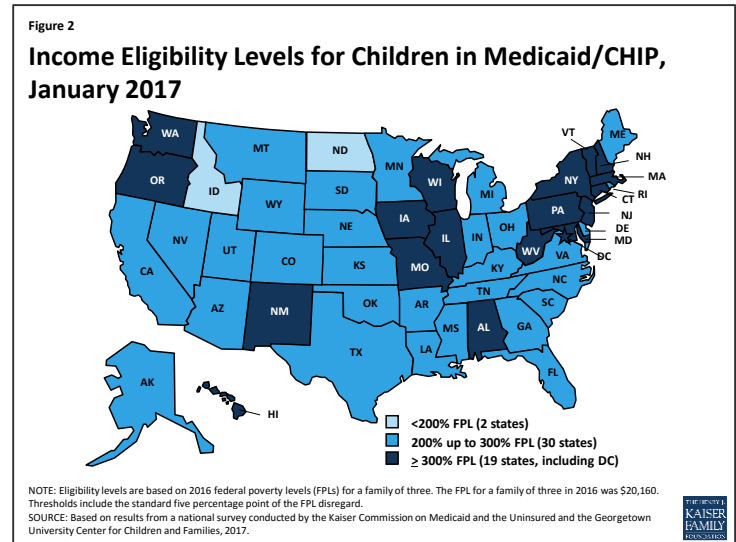 Figure 2
Income Eligibility Levels for Children in Medicaid/CHIP,
January 2017
WA
OR
ID
MT
ND
MN
SD
WY
NE
NV
UT
CO
CA
AZ
NM
KS
OK
TX
IA
MO
AR
LA
WI
IL
MI
IN
OH
KY
TN
MS
AL
GA
FL
SC
NC
VA
WV
PA
NY
VT
ME
NH
MA
RI
CT
NJ
DE
MD
DC
AK
HI
<200% FPL (2 states)
200% up to 300% FPL (30 states)
> 300% FPL (19 states, including DC)
NOTE: Eligibility levels are based on 2016 federal poverty levels (FPLs) for a family of three. The FPL for a family of three in 2016 was $20,160.
Thresholds include the standard five percentage point of the FPL disregard.
SOURCE: Based on results from a national survey conducted by the Kaiser Commission on Medicaid and the Uninsured and the Georgetown
University Center for Children and Families, 2017.
THE HENRY J.
KAISER
FAMILY
FOUNDATION